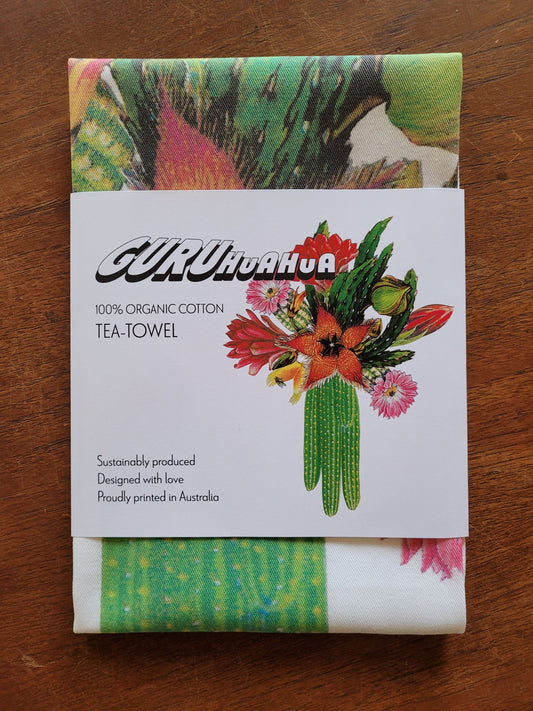 GURUHUAHUA
100% ORGANIC COTTON
TEA-TOWEL
Sustainably produced
Designed with love
Proudly printed in Australia